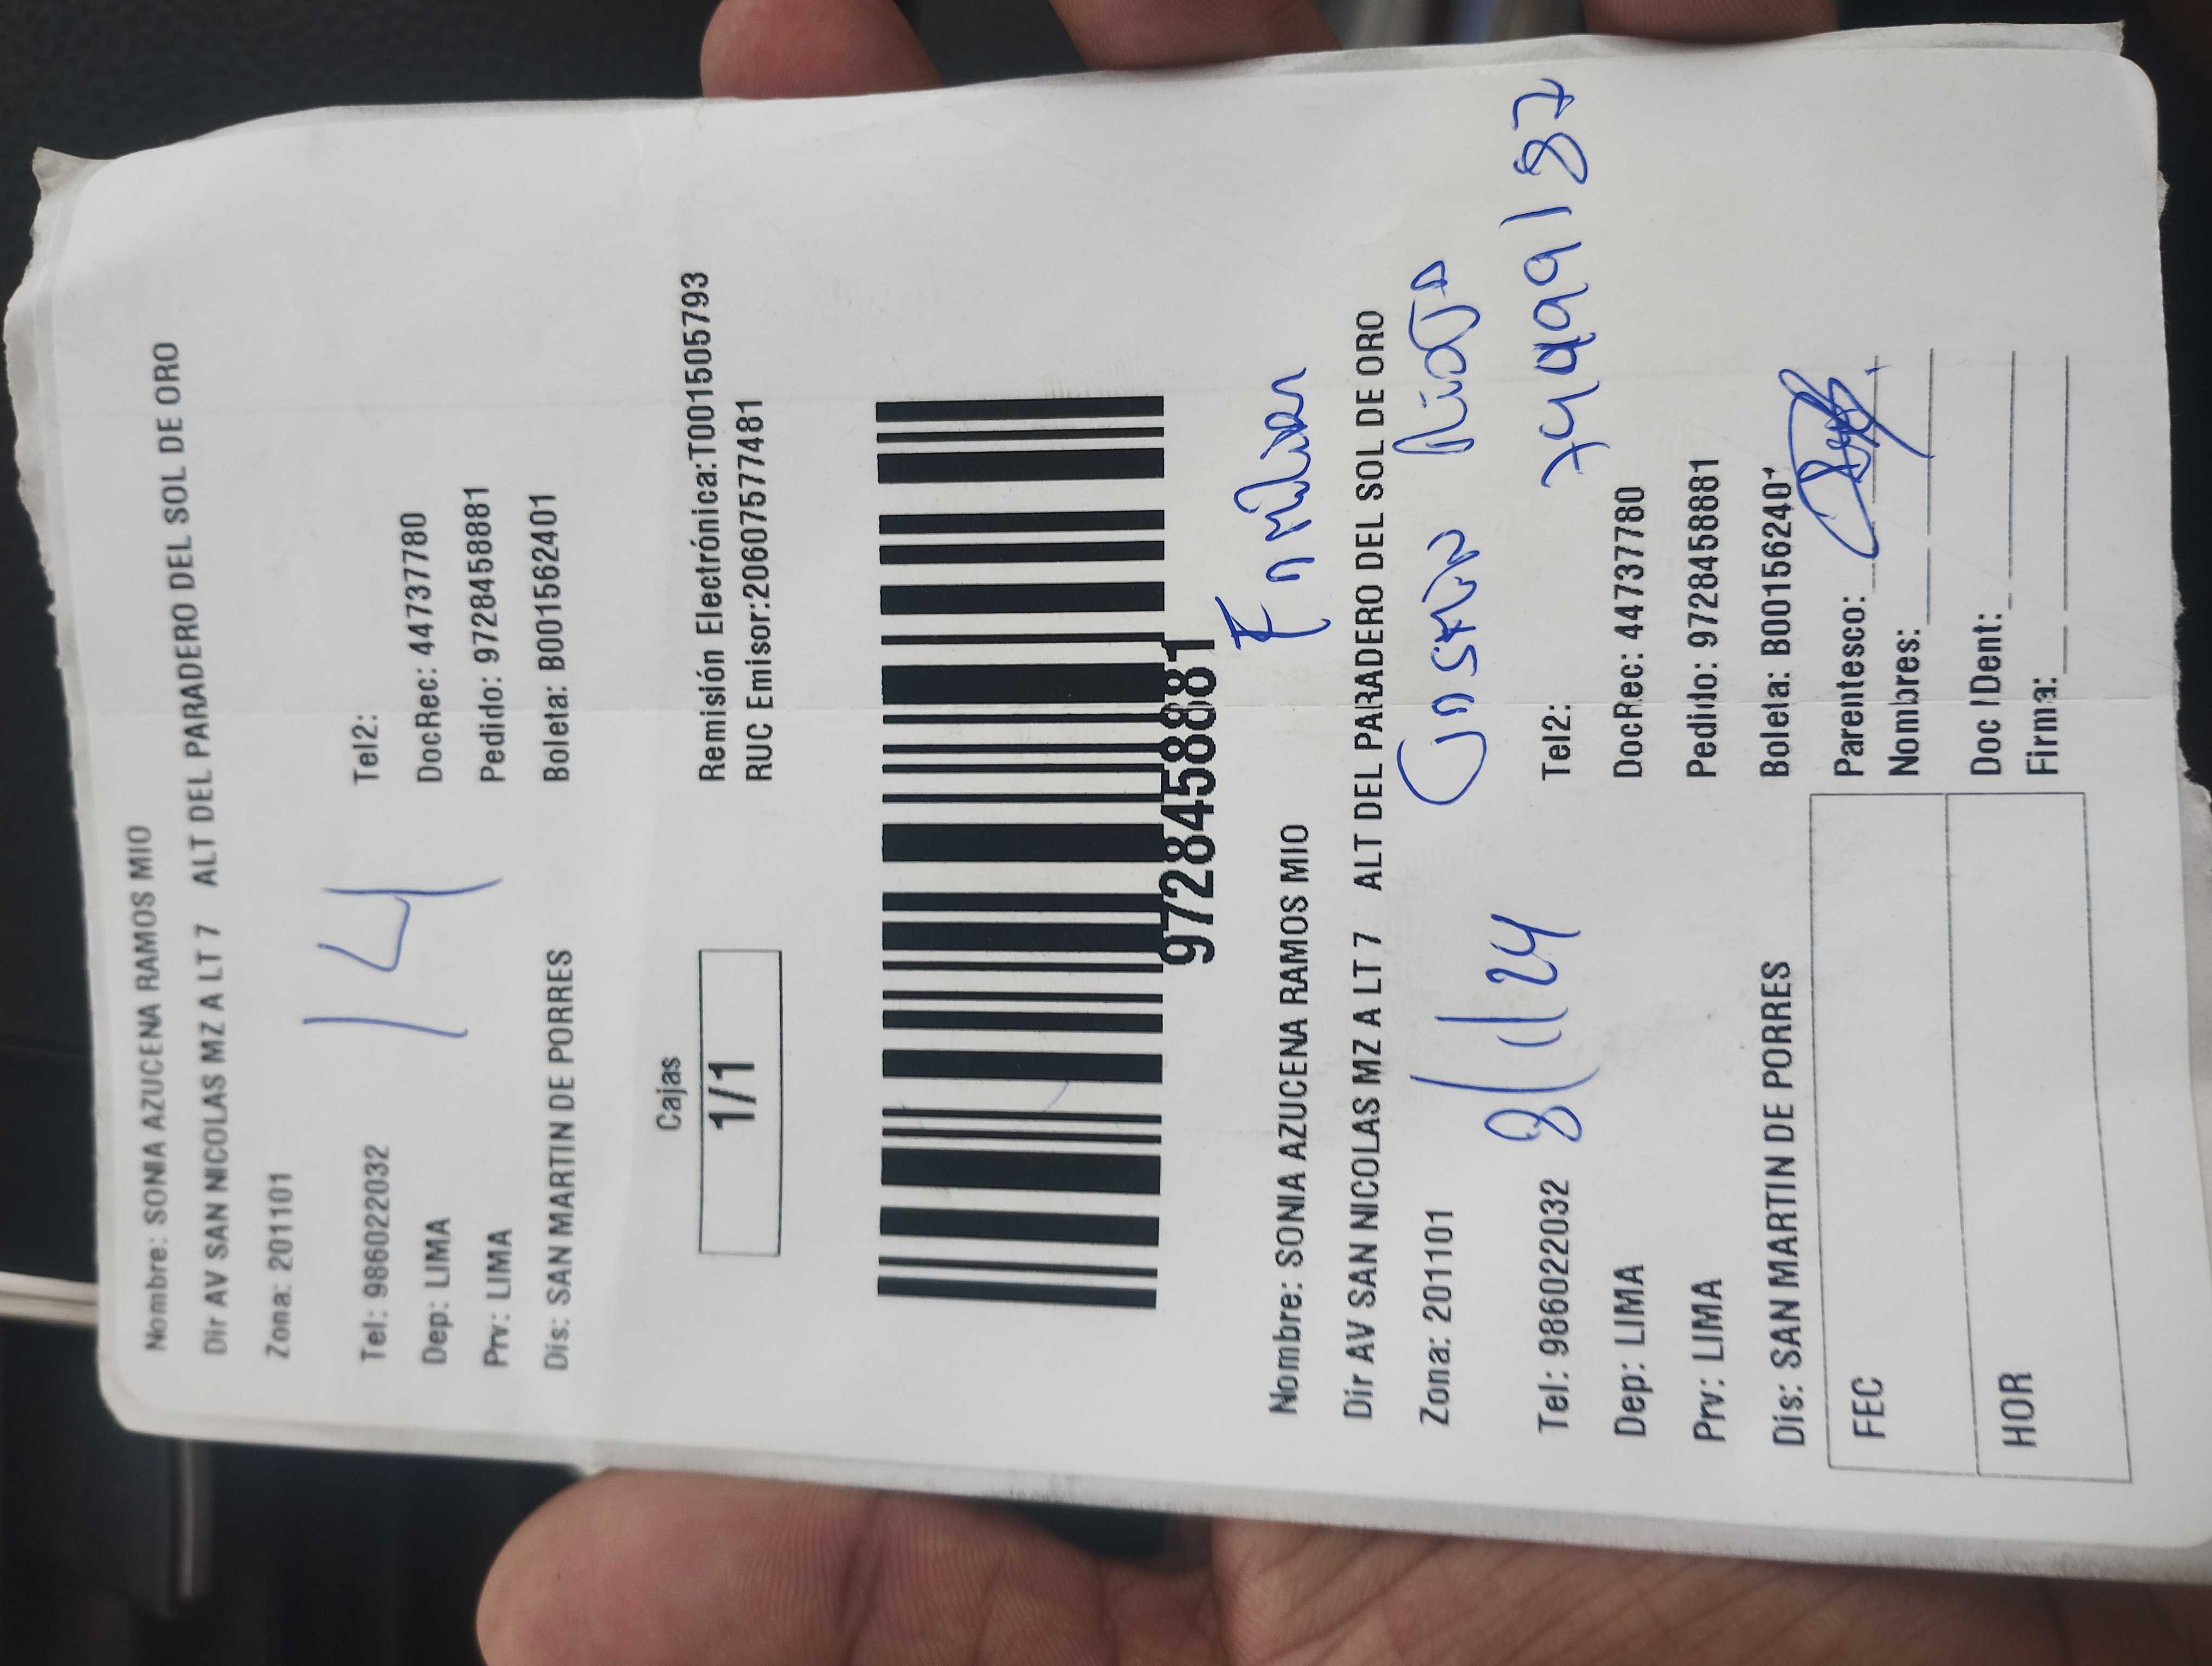 Nombre: SONIA AZUCENA RAMOS MIO
Dir AV SAN NICOLAS MZ A LT 7 ALT DEL PARADERO DEL SOL DE ORO
Zona: 201101
14
Tel: 986022032 Tel2:
Dep: LIMA DocRec: 44737780
Prv: LIMA Pedido: 97284588​81
Dis: SAN MARTIN DE PORRES Boleta: B001562401
Cajas
1/1
Remisión Electrónica:T001505793
RUC Emisor:20607577481
9728458881
Nombre: SONIA AZUCENA RAMOS MIO
Dir AV SAN NICOLAS MZ A LT 7 ALT DEL PARADERO DEL SOL DE ORO
Zona: 201101
8/1/24
Tel: 986022032 Tel2:
Dep: LIMA DocRec: 44737780
Prv: LIMA Pedido: 9728458881
Dis: SAN MARTIN DE PORRES Boleta: B001562401
FEC
HOR
Parentesco:
Nombres:
Doc IDent:
Firma: